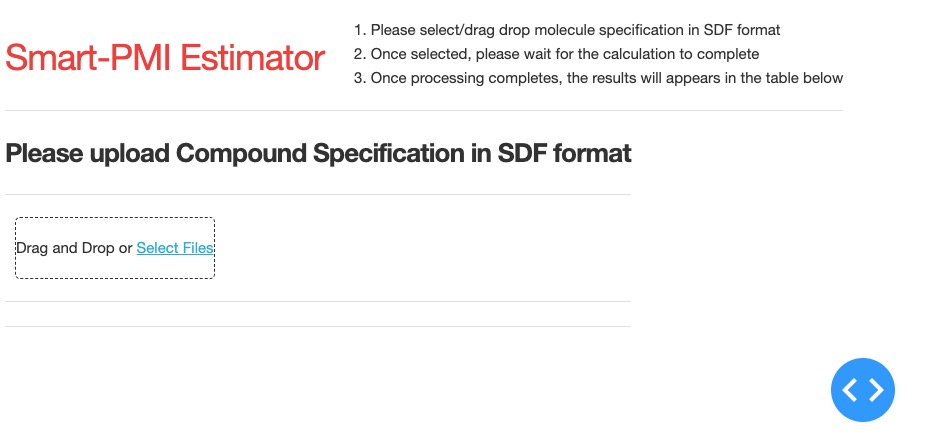 Smart-PMI Estimator
1. Please select/drag drop molecule specification in SDF format
2. Once selected, please wait for the calculation to complete
3. Once processing completes, the results will appears in the table below
Please upload Compound Specification in SDF format
Drag and Drop or Select Files